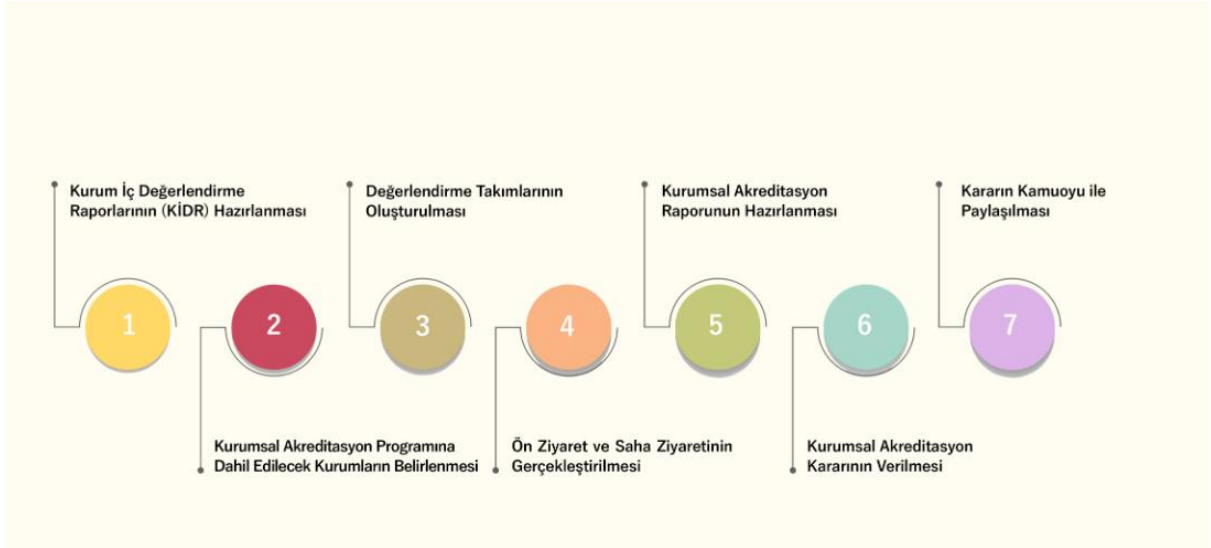 Kurum İç Değerlendirme
Raporlarının (KİDR) Hazırlanması
Değerlendirme Takımlarının
Oluşturulması
Kurumsal Akreditasyon
Raporunun Hazırlanması
Kararın Kamuoyu ile
Paylaşılması
1
2
3
4
5
6
7
Kurumsal Akreditasyon Programına
Dahil Edilecek Kurumların Belirlenmesi
Ön Ziyaret ve Saha Ziyaretinin
Gerçekleştirilmesi
Kurumsal Akreditasyon
Kararının Verilmesi